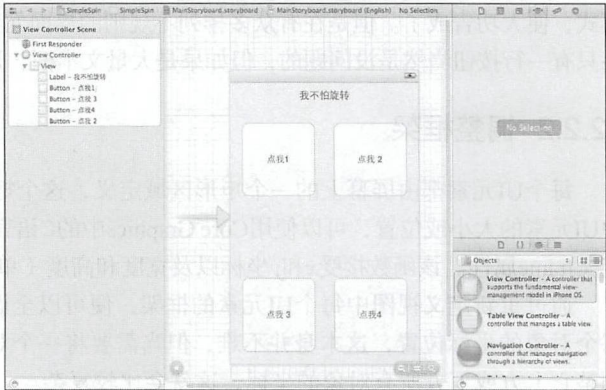 SimpleSpin
SimpleSpin
MainStoryboard.storyboard
MainStoryboard.storyboard (English)
No Selection
View Controller Scene
First Responder
View Controller
View
Label - 我不怕旋转
Button - 点我1
Button - 点我 3
Button - 点我4
Button - 点我 2
我不怕旋转
点我1
点我 2
点我 3
点我4
No Selection
Objects
View Controller - A controller that
supports the fundamental view-
management model in iPhone OS.
Table View Controller - A
controller that manages a table view.
Navigation Controller - A
controller that manages navigation
through a hierarchy of views.